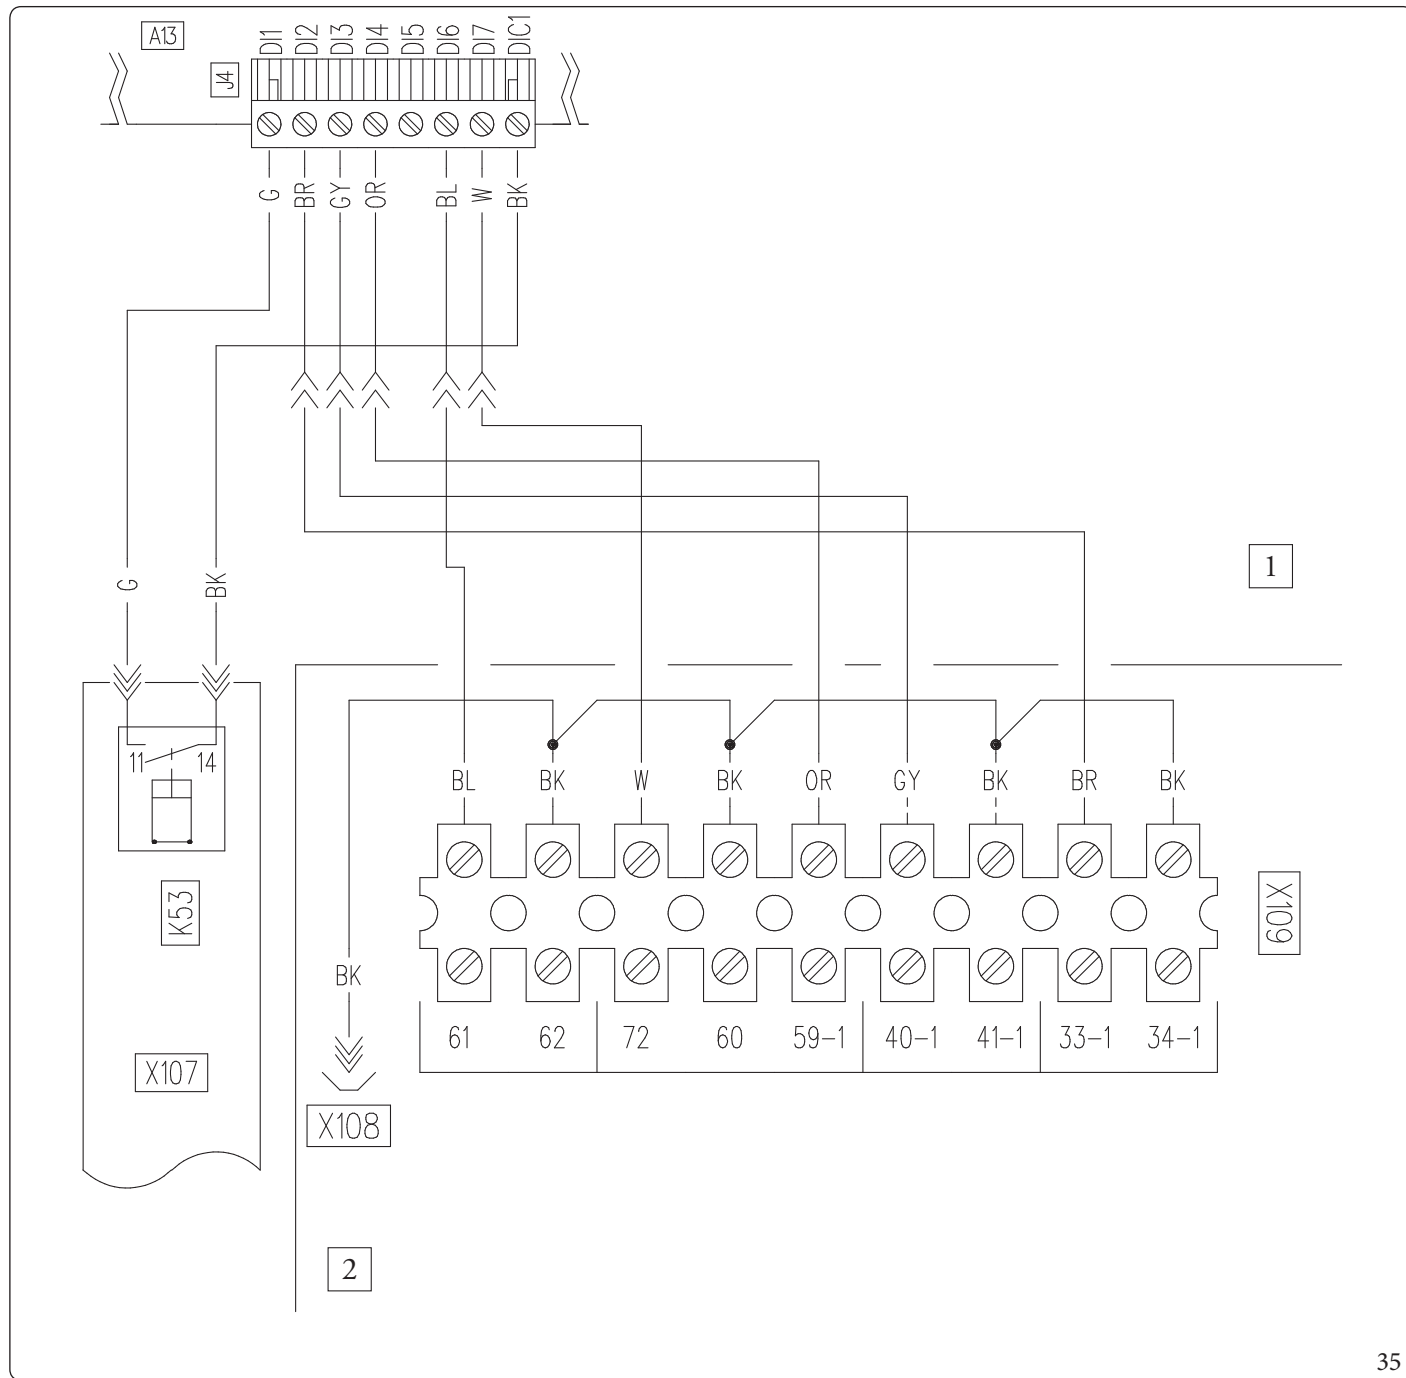 A13
J4
DI1 DI2 DI3 DI4 DI5 DI6 DI7 DIC1
G BR GY OR BL W BK
G BK
1
11 14
BL BK W BK OR GY BK BR BK
K53
X109
BK
61 62 72 60 59-1 40-1 41-1 33-1 34-1
X107
X108
2
35